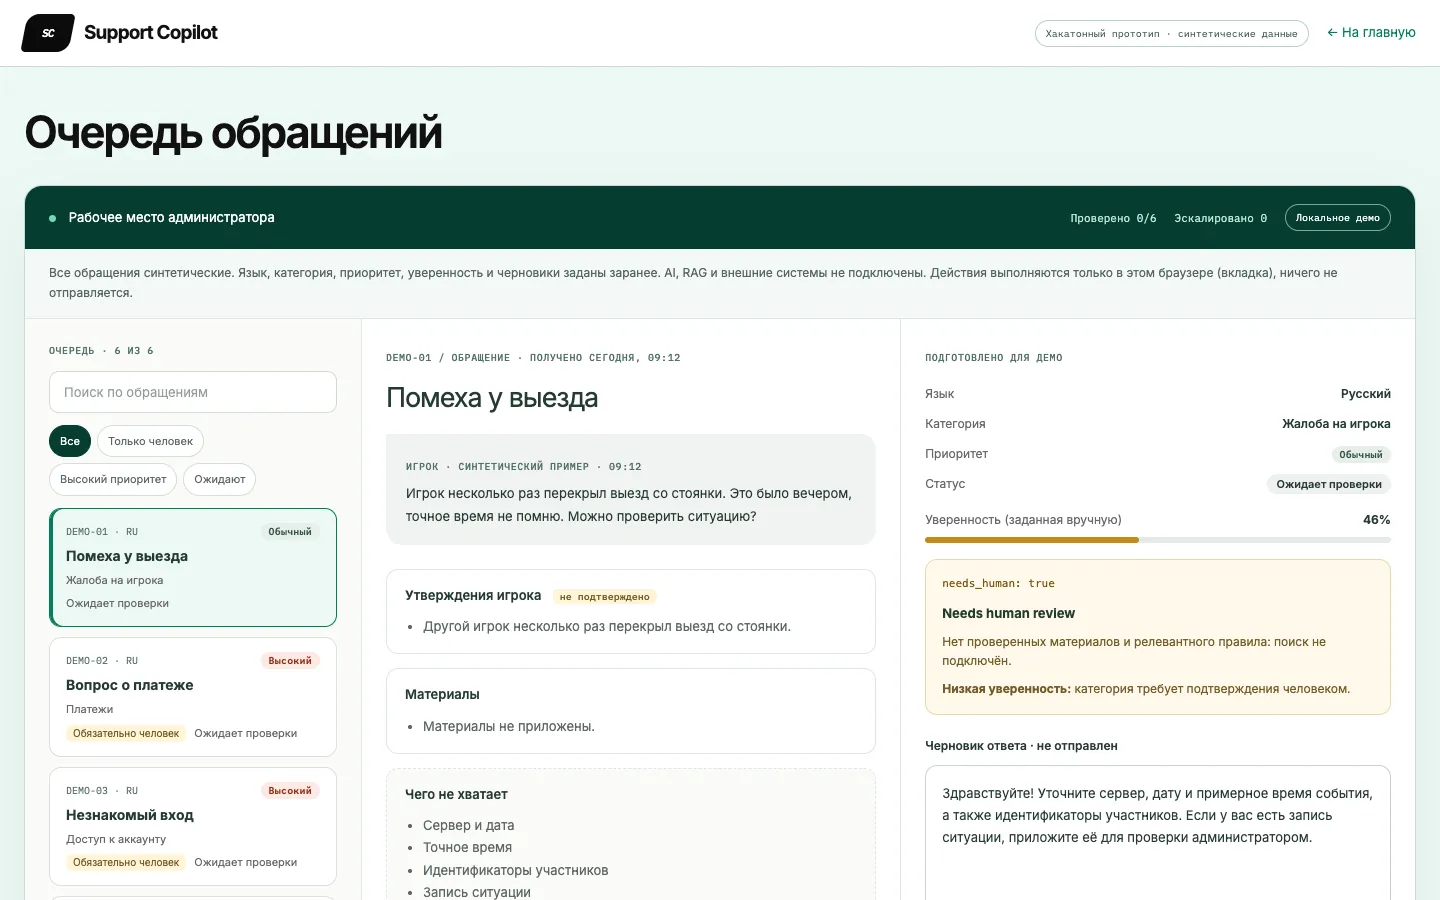 SC
Support Copilot
Хакатонный прототип · синтетические данные
← На главную
Очередь обращений
Рабочее место администратора
Проверено 0/6
Эскалировано 0
Локальное демо
Все обращения синтетические. Язык, категория, приоритет, уверенность и черновики заданы заранее. AI, RAG и внешние системы не подключены. Действия выполняются только в этом браузере (вкладка), ничего не
отправляется.
ОЧЕРЕДЬ · 6 ИЗ 6
Поиск по обращениям
Все
Только человек
Высокий приоритет
Ожидают
DEMO-01 · RU
Обычный
Помеха у выезда
Жалоба на игрока
Ожидает проверки
DEMO-02 · RU
Высокий
Вопрос о платеже
Платежи
Обязательно человек
Ожидает проверки
DEMO-03 · RU
Высокий
Незнакомый вход
Доступ к аккаунту
Обязательно человек
Ожидает проверки
DEMO-01 / ОБРАЩЕНИЕ · ПОЛУЧЕНО СЕГОДНЯ, 09:12
Помеха у выезда
ИГРОК · СИНТЕТИЧЕСКИЙ ПРИМЕР · 09:12
Игрок несколько раз перекрыл выезд со стоянки. Это было вечером,
точное время не помню. Можно проверить ситуацию?
Утверждения игрока
не подтверждено
• Другой игрок несколько раз перекрыл выезд со стоянки.
Материалы
• Материалы не приложены.
Чего не хватает
• Сервер и дата
• Точное время
• Идентификаторы участников
• Запись ситуации
ПОДГОТОВЛЕНО ДЛЯ ДЕМО
Язык
Русский
Категория
Жалоба на игрока
Приоритет
Обычный
Статус
Ожидает проверки
Уверенность (заданная вручную)
46%
needs_human: true
Needs human review
Нет проверенных материалов и релевантного правила: поиск не
подключён.
Низкая уверенность: категория требует подтверждения человеком.
Черновик ответа · не отправлен
Здравствуйте! Уточните сервер, дату и примерное время события,
а также идентификаторы участников. Если у вас есть запись
ситуации, приложите её для проверки администратором.